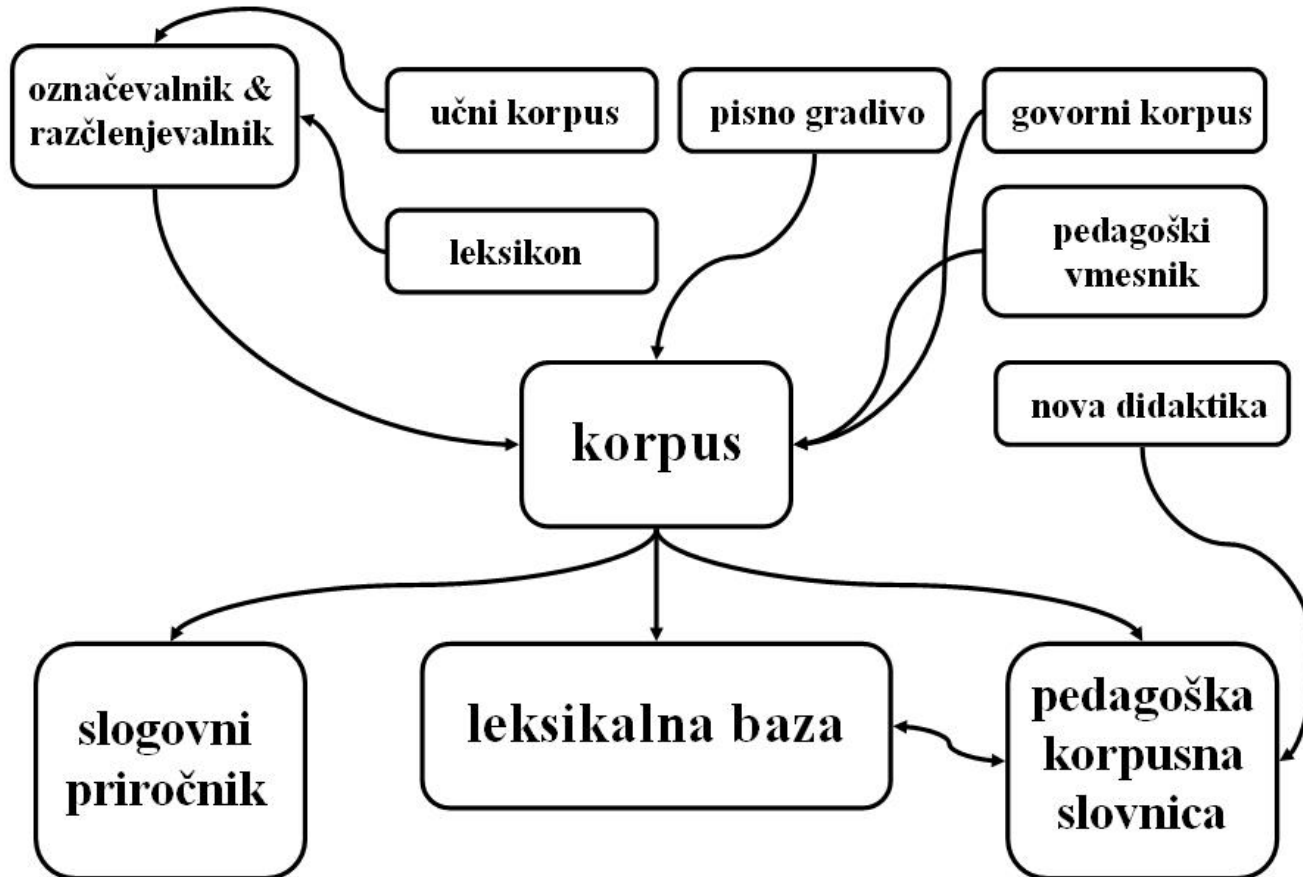 označevalnik &
razčlenjevalnik
učni korpus
pisno gradivo
govorni korpus
leksikon
pedagoški
vmesnik
nova didaktika
korpus
slogovni
priročnik
leksikalna baza
pedagoška
korpusna
slovnica